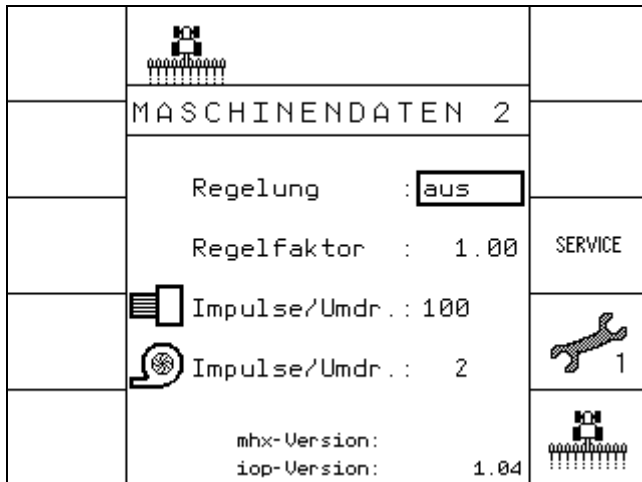 MASCHINENDATEN 2
Regelung : aus
Regelfaktor : 1.00
SERVICE
Impulse/Umdr.: 100
1
Impulse/Umdr.: 2
mhx-Version:
iop-Version: 1.04